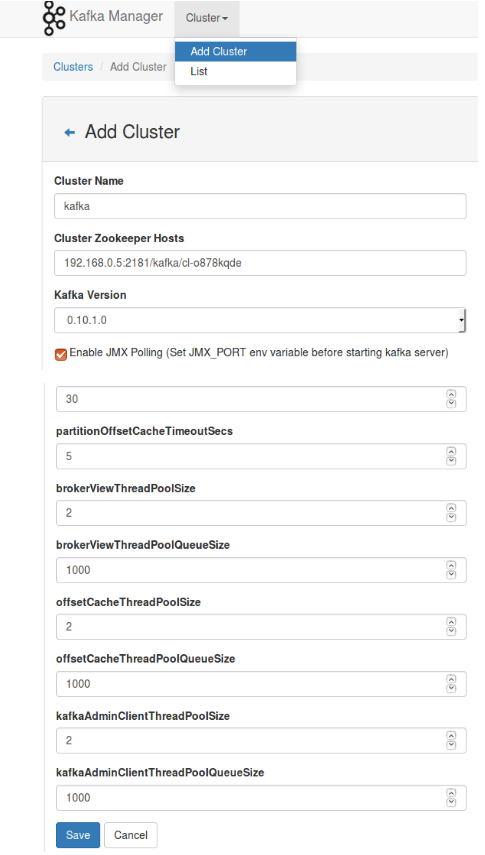 Kafka Manager
Cluster
Add Cluster
List
Clusters / Add Cluster
Add Cluster
Cluster Name
kafka
Cluster Zookeeper Hosts
192.168.0.5:2181/kafka/cl-o878kqde
Kafka Version
0.10.1.0
Enable JMX Polling (Set JMX_PORT env variable before starting kafka server)
30
partitionOffsetCacheTimeoutSecs
5
brokerViewThreadPoolSize
2
brokerViewThreadPoolQueueSize
1000
offsetCacheThreadPoolSize
2
offsetCacheThreadPoolQueueSize
1000
kafkaAdminClientThreadPoolSize
2
kafkaAdminClientThreadPoolQueueSize
1000
Save Cancel